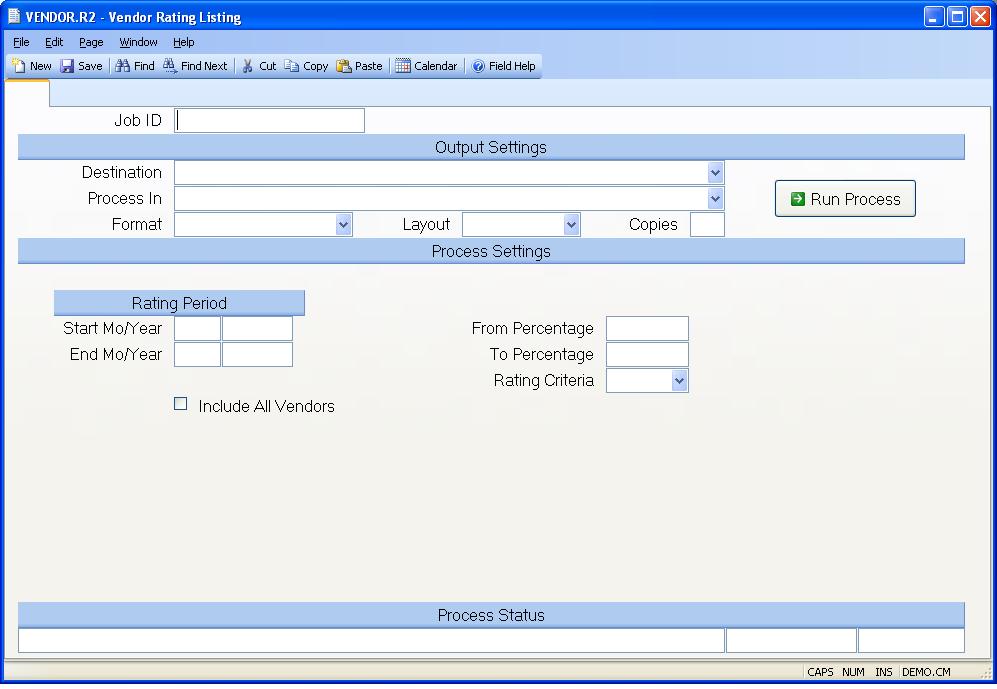 VENDOR.R2 - Vendor Rating Listing
File Edit Page Window Help
New Save Find Find Next Cut Copy Paste Calendar Field Help
Job ID
Output Settings
Destination
Process In
Run Process
Format Layout Copies
Process Settings
Rating Period
Start Mo/Year From Percentage
End Mo/Year To Percentage
Rating Criteria
Include All Vendors
Process Status
CAPS NUM INS DEMO.CM